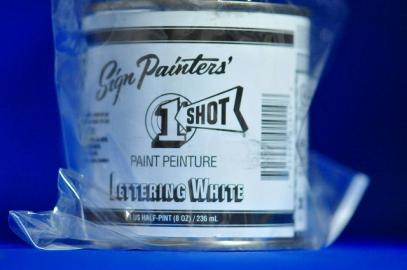 Sign Painters'
1 SHOT
PAINT PEINTURE
LETTERING WHITE
US HALF-PINT (8 OZ) / 236 mL